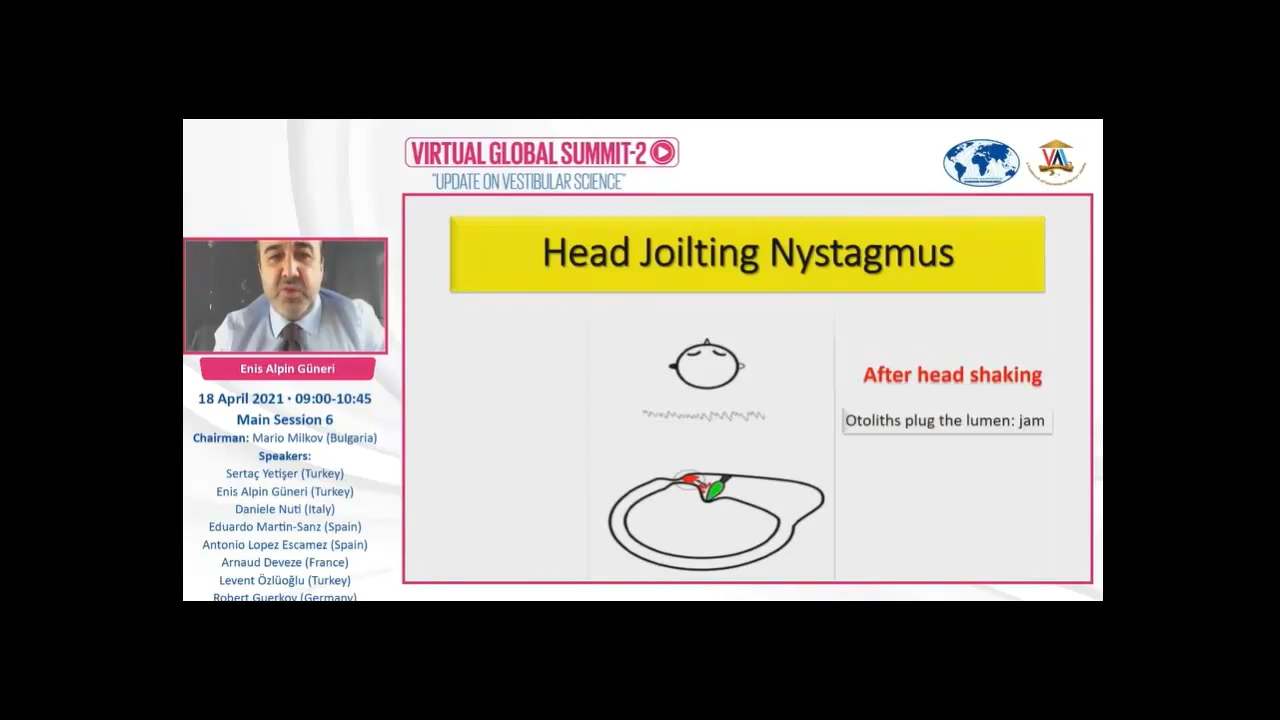 VIRTUAL GLOBAL SUMMIT-2
"UPDATE ON VESTIBULAR SCIENCE"
Head Joilting Nystagmus
After head shaking
Otoliths plug the lumen: jam
Enis Alpin Güneri
18 April 2021 · 09:00-10:45
Main Session 6
Chairman: Mario Milkov (Bulgaria)
Speakers:
Sertaç Yetişer (Turkey)
Enis Alpin Güneri (Turkey)
Daniele Nuti (Italy)
Eduardo Martin-Sanz (Spain)
Antonio Lopez Escamez (Spain)
Arnaud Deveze (France)
Levent Özlüoğlu (Turkey)
Robert Guerkov (Germany)